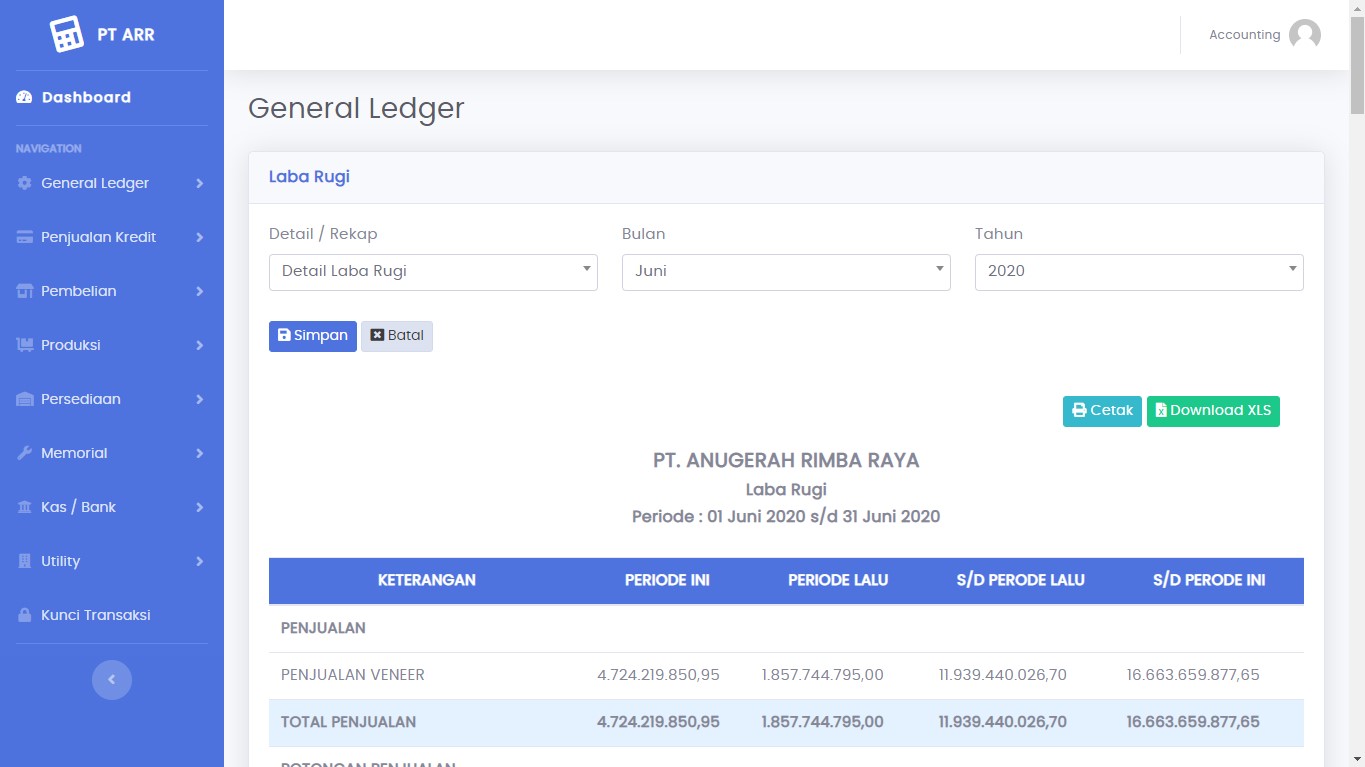 PT ARR
Accounting
Dashboard
NAVIGATION
General Ledger
Penjualan Kredit
Pembelian
Produksi
Persediaan
Memorial
Kas / Bank
Utility
Kunci Transaksi
General Ledger
Laba Rugi
Detail / Rekap Bulan Tahun
Detail Laba Rugi Juni 2020
Simpan Batal
Cetak Download XLS
PT. ANUGERAH RIMBA RAYA
Laba Rugi
Periode : 01 Juni 2020 s/d 31 Juni 2020
KETERANGAN PERIODE INI PERIODE LALU S/D PERODE LALU S/D PERODE INI
PENJUALAN
PENJUALAN VENEER 4.724.219.850,95 1.857.744.795,00 11.939.440.026,70 16.663.659.877,65
TOTAL PENJUALAN 4.724.219.850,95 1.857.744.795,00 11.939.440.026,70 16.663.659.877,65
POTONGAN PENJUALAN